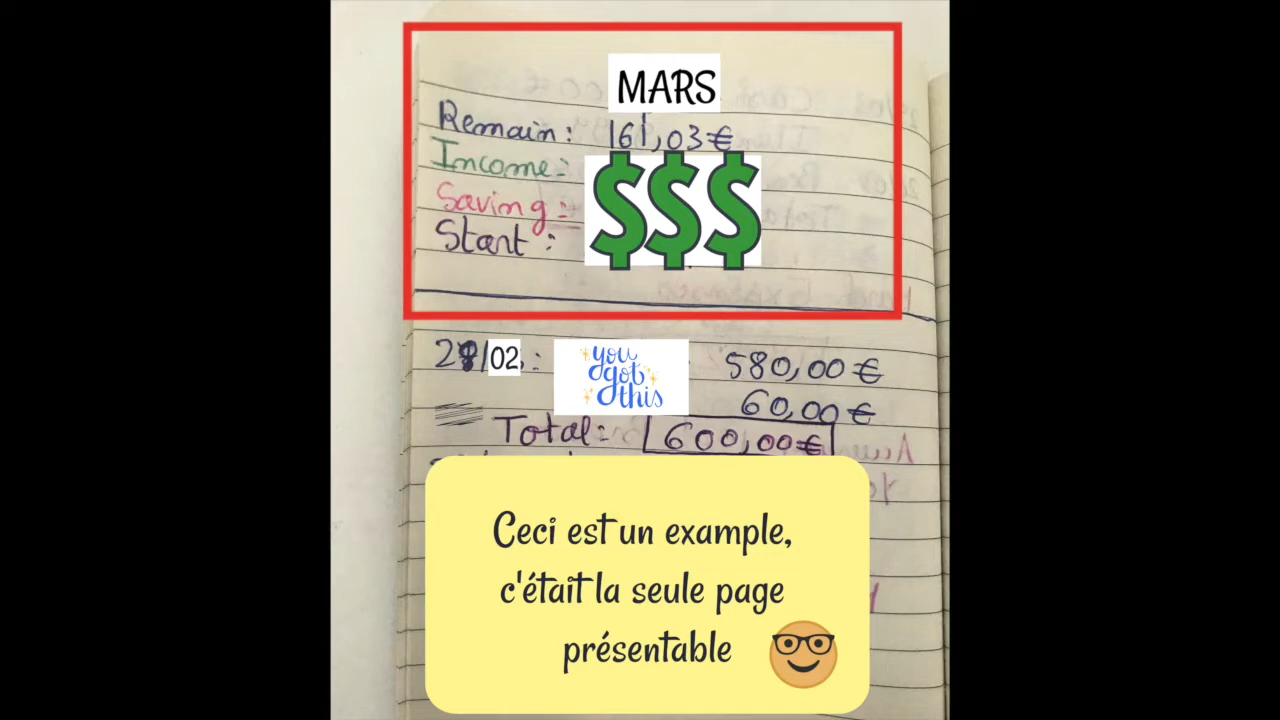 MARS
Remain: 161,03€
Income:
Saving:
Start:
$$$
28/02:
you
got
this
580,00€
60,00€
Total: 600,00€
Ceci est un example,
c'était la seule page
présentable